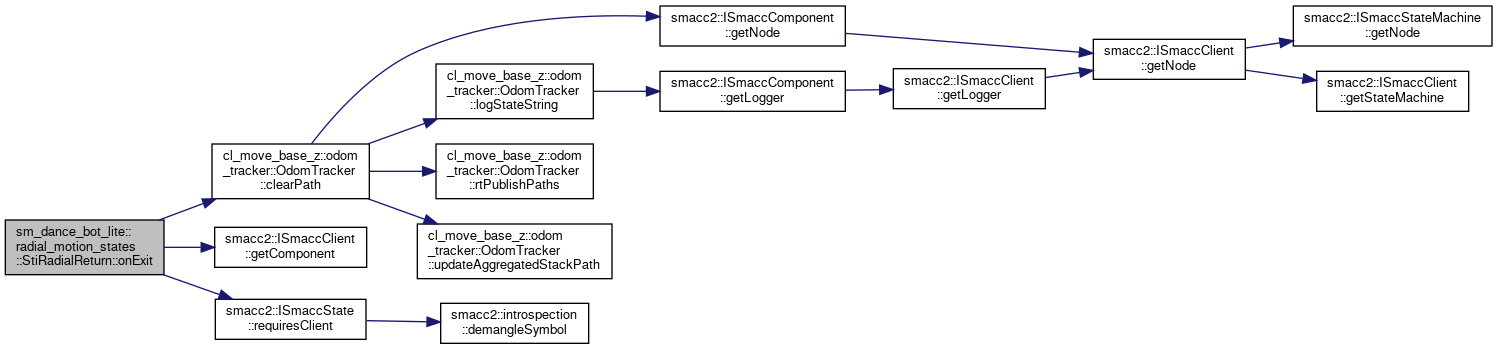 sm_dance_bot_lite::
radial_motion_states
::StiRadialReturn::onExit
cl_move_base_z::odom
_tracker::OdomTracker
::clearPath
smacc2::ISmaccClient
::getComponent
smacc2::ISmaccState
::requiresClient
smacc2::ISmaccComponent
::getNode
cl_move_base_z::odom
_tracker::OdomTracker
::logStateString
cl_move_base_z::odom
_tracker::OdomTracker
::rtPublishPaths
cl_move_base_z::odom
_tracker::OdomTracker
::updateAggregatedStackPath
smacc2::introspection
::demangleSymbol
smacc2::ISmaccComponent
::getLogger
smacc2::ISmaccClient
::getLogger
smacc2::ISmaccClient
::getNode
smacc2::ISmaccStateMachine
::getNode
smacc2::ISmaccClient
::getStateMachine